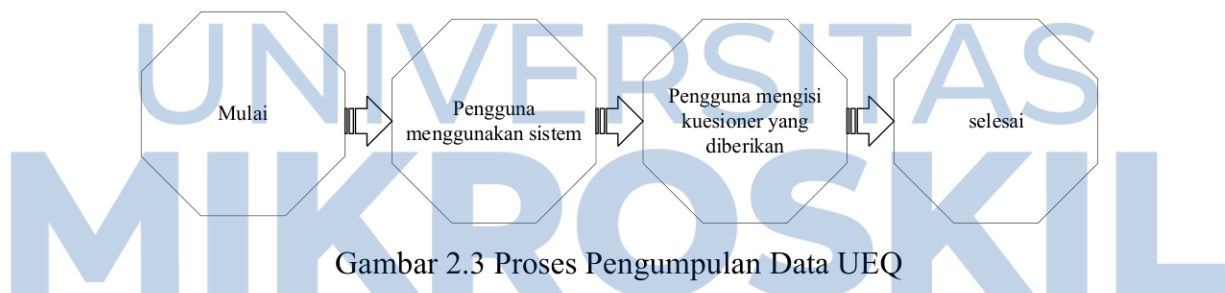 UNIVERSITAS
MIKROSKIL
Mulai
Pengguna
menggunakan sistem
Pengguna mengisi
kuesioner yang
diberikan
selesai
Gambar 2.3 Proses Pengumpulan Data UEQ